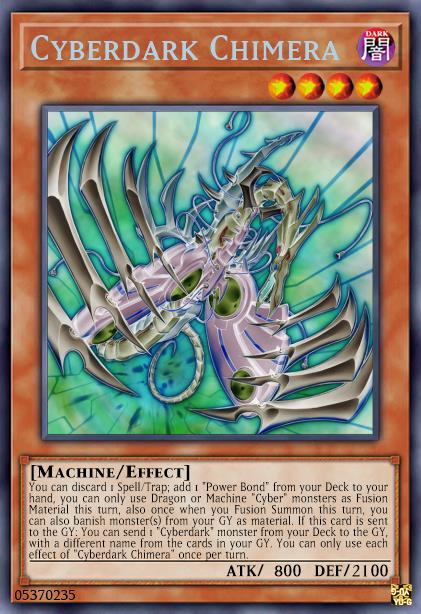 CYBERDARK CHIMERA
DARK
闇
[MACHINE/EFFECT]
You can discard 1 Spell/Trap; add 1 "Power Bond" from your Deck to your
hand, you can only use Dragon or Machine "Cyber" monsters as Fusion
Material this turn, also once when you Fusion Summon this turn, you
can also banish monster(s) from your GY as material. If this card is sent
to the GY: You can send 1 "Cyberdark" monster from your Deck to the GY,
with a different name from the cards in your GY. You can only use each
effect of "Cyberdark Chimera" once per turn.
ATK/ 800 DEF/2100
05370235